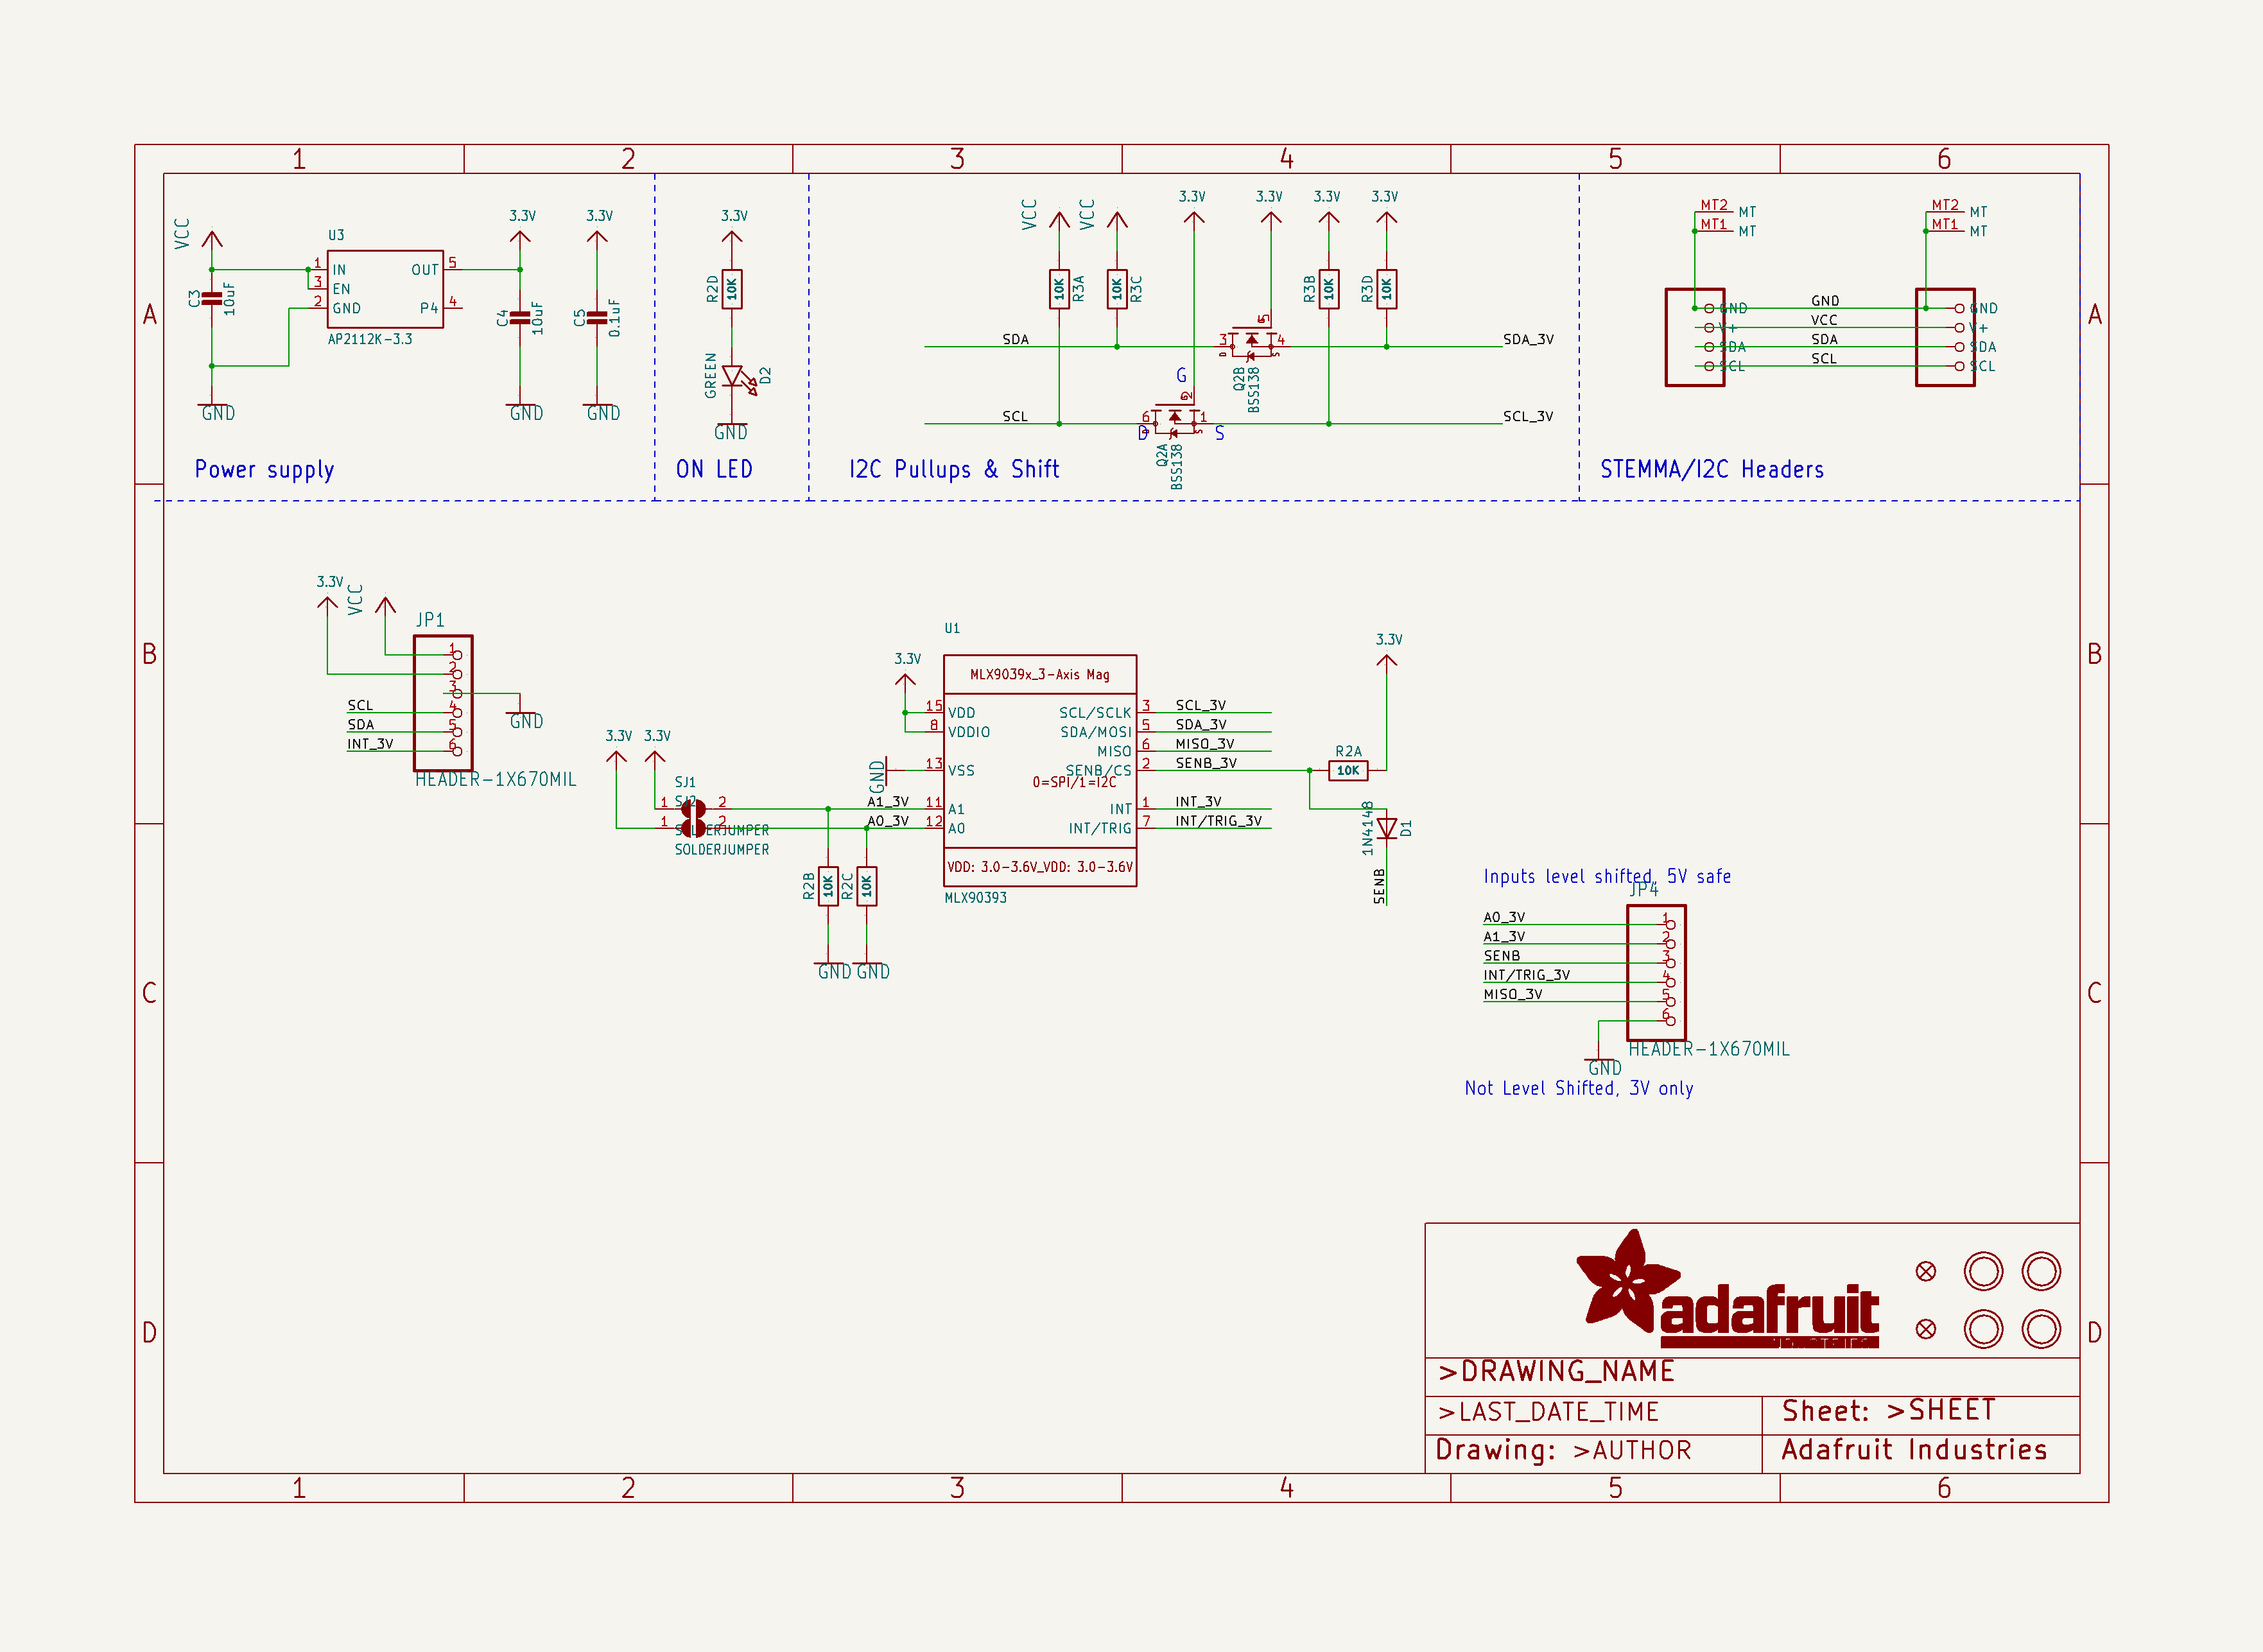 1 2 3 4 5 6
A
A
VCC
C3
10uF
GND
U3
1 IN
3 EN
2 GND
OUT 5
P4 4
AP2112K-3.3
3.3V
C4
10uF
GND
3.3V
C5
0.1uF
GND
Power supply
3.3V
R2D
10K
GREEN
D2
GND
ON LED
VCC
VCC
3.3V
3.3V
3.3V
3.3V
10K
R3A
10K
R3C
R3B
10K
R3D
10K
SDA
3
4
5
D
S
SDA_3V
Q2B
BSS138
G
2
SCL
6
1
D
S
SCL_3V
Q2A
BSS138
I2C Pullups & Shift
MT2 MT
MT1 MT
GND
V+
SDA
SCL
GND
VCC
SDA
SCL
MT2 MT
MT1 MT
GND
V+
SDA
SCL
STEMMA/I2C Headers
B
B
3.3V
VCC
JP1
1
2
3
4
5
6
SCL
SDA
INT_3V
GND
HEADER-1X670MIL
3.3V
3.3V
SJ1
SJ2
1
2
1
2
SOLDERJUMPER
SOLDERJUMPER
U1
MLX9039x_3-Axis Mag
3.3V
15 VDD
8 VDDIO
GND
13 VSS
A1_3V 11 A1
A0_3V 12 A0
SCL/SCLK 3 SCL_3V
SDA/MOSI 5 SDA_3V
MISO 6 MISO_3V
SENB/CS 2 SENB_3V
0=SPI/1=I2C
INT 1 INT_3V
INT/TRIG 7 INT/TRIG_3V
VDD: 3.0-3.6V_VDD: 3.0-3.6V
MLX90393
R2B
10K
R2C
10K
GND
GND
3.3V
R2A
10K
1N4148
D1
SENB
C
C
Inputs level shifted, 5V safe
JP4
A0_3V 1
A1_3V 2
SENB 3
INT/TRIG_3V 4
MISO_3V 5
6
GND
HEADER-1X670MIL
Not Level Shifted, 3V only
D
D
adafruit
>DRAWING_NAME
>LAST_DATE_TIME
Sheet: >SHEET
Drawing: >AUTHOR
Adafruit Industries
1 2 3 4 5 6